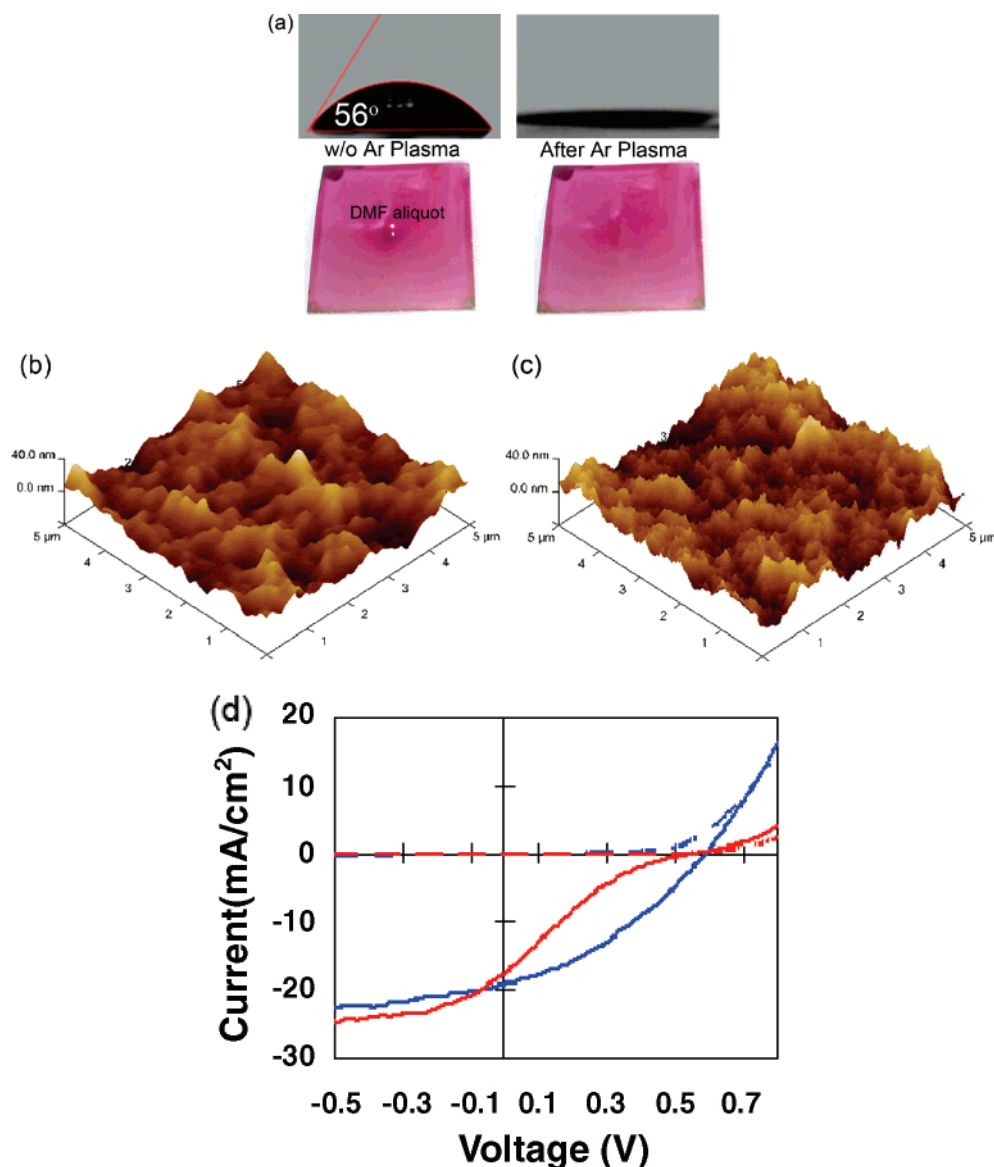 (a)
56°
w/o Ar Plasma
After Ar Plasma
DMF aliquot
(b)
(c)
40.0 nm
0.0 nm
5 µm
4
3
2
1
1
2
3
4
5 µm
40.0 nm
0.0 nm
5 µm
4
3
2
1
1
2
3
4
5 µm
(d)
Current(mA/cm²)
20
10
0
-10
-20
-30
-0.5 -0.3 -0.1 0.1 0.3 0.5 0.7
Voltage (V)